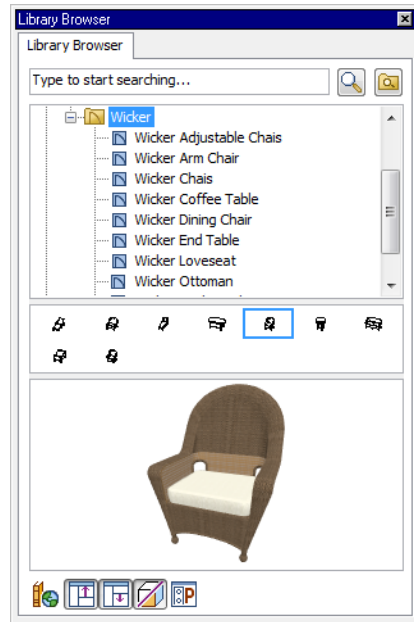 Library Browser
Library Browser
Type to start searching...
Wicker
Wicker Adjustable Chais
Wicker Arm Chair
Wicker Chais
Wicker Coffee Table
Wicker Dining Chair
Wicker End Table
Wicker Loveseat
Wicker Ottoman
P